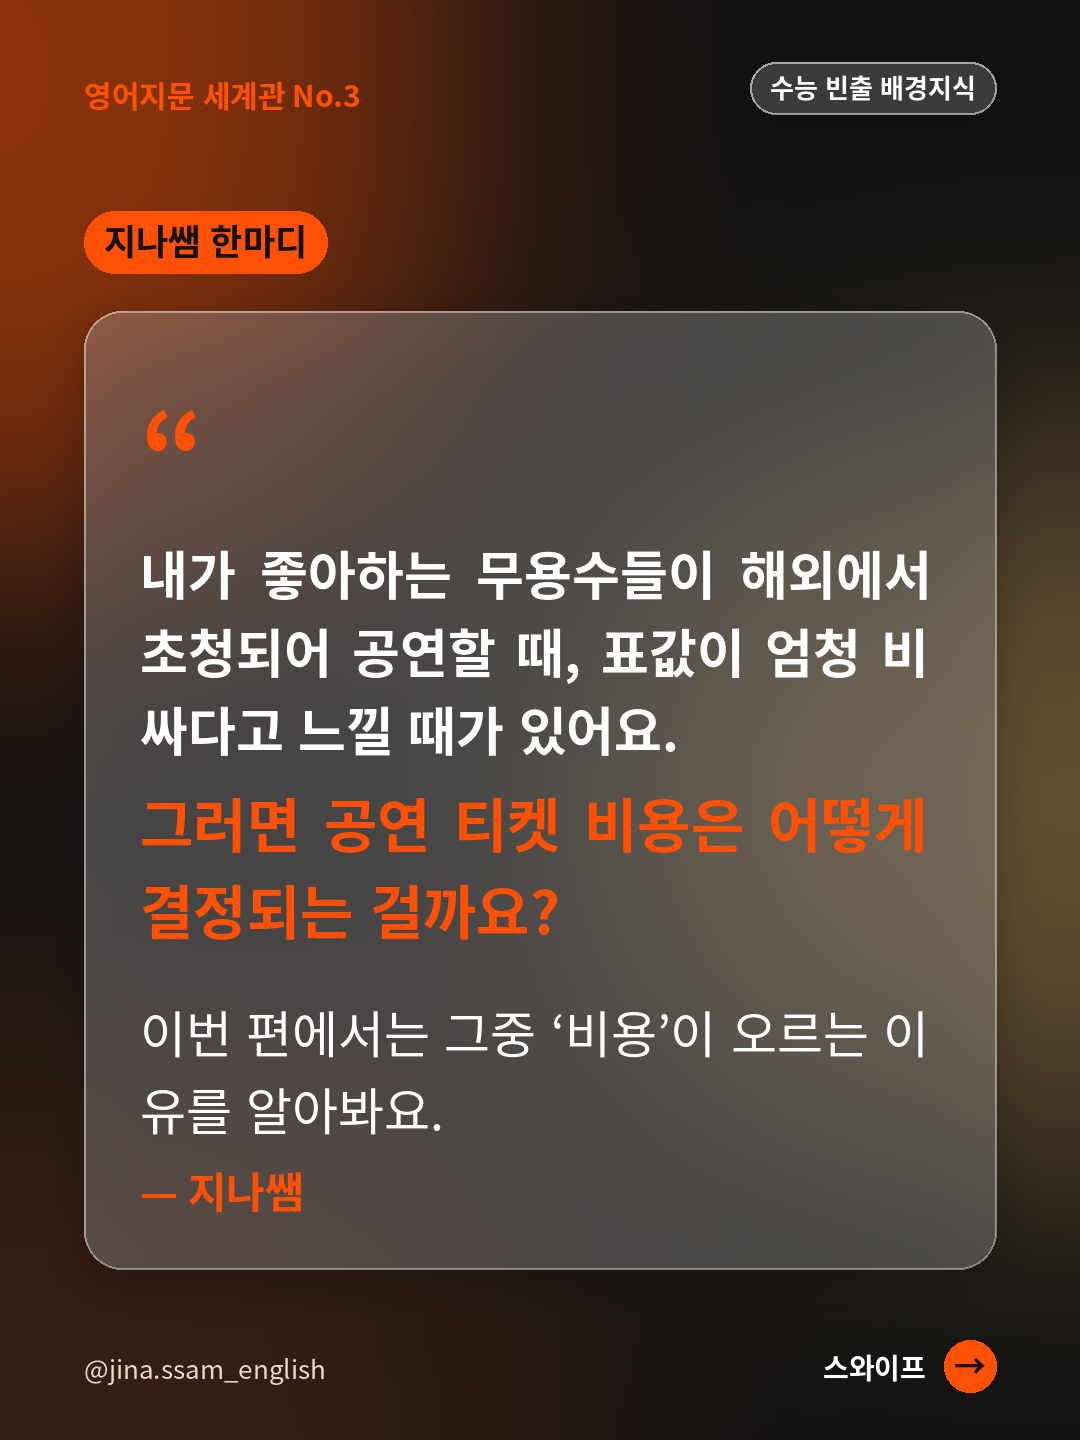 영어지문 세계관 No.3
수능 빈출 배경지식
지나쌤 한마디
“
내가 좋아하는 무용수들이 해외에서
초청되어 공연할 때, 표값이 엄청 비
싸다고 느낄 때가 있어요.
그러면 공연 티켓 비용은 어떻게
결정되는 걸까요?
이번 편에서는 그중 ‘비용’이 오르는 이
유를 알아봐요.
— 지나쌤
@jina.ssam_english
스와이프 →